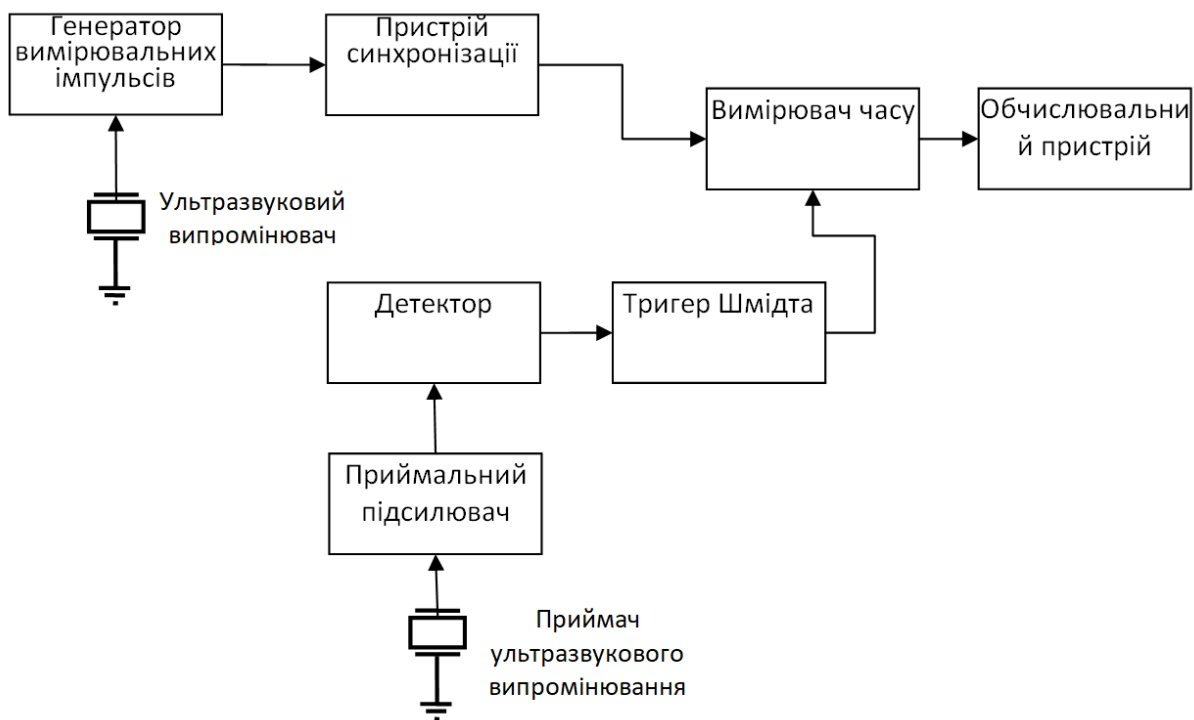 Генератор
вимірювальних
імпульсів
Пристрій
синхронізації
Вимірювач часу
Обчислювальни
й пристрій
Ультразвуковий
випромінювач
Детектор
Тригер Шмідта
Приймальний
підсилювач
Приймач
ультразвукового
випромінювання